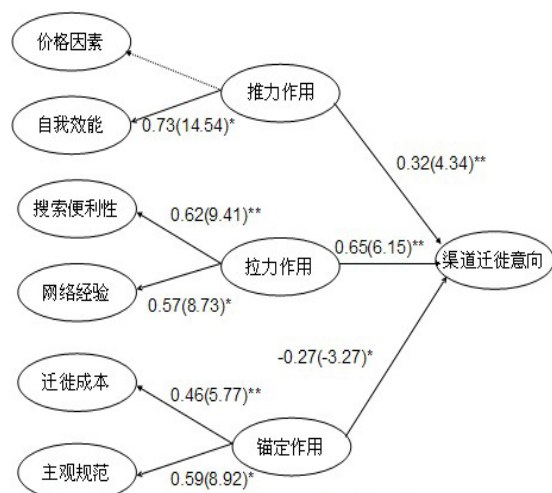 价格因素
推力作用
自我效能
0.73(14.54)*
0.32(4.34)**
搜索便利性
0.62(9.41)**
拉力作用
0.65(6.15)**
渠道迁徙意向
网络经验
0.57(8.73)*
-0.27(-3.27)*
迁徙成本
0.46(5.77)**
锚定作用
主观规范
0.59(8.92)*